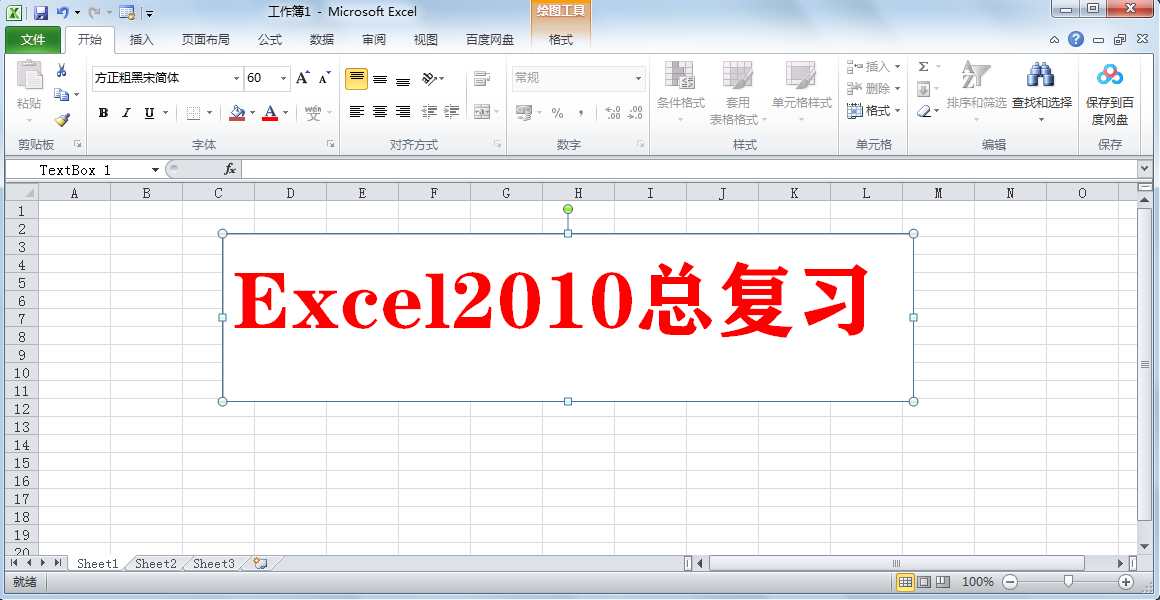 工作簿1 - Microsoft Excel
绘图工具
文件 开始 插入 页面布局 公式 数据 审阅 视图 百度网盘 格式
方正粗黑宋简体 60 常规
粘贴
B I U A A A wén 文 % , .0 .00 .00 .0
条件格式 套用表格格式 单元格样式
插入 删除 格式
Σ 排序和筛选 查找和选择
保存到百度网盘
剪贴板 字体 对齐方式 数字 样式 单元格 编辑 保存
TextBox 1 fx
A B C D E F G H I J K L M N O
1
2
3
4
5
6
7
8
9
10
11
12
13
14
15
16
17
18
19
20
Excel2010总复习
Sheet1 Sheet2 Sheet3
就绪 100%